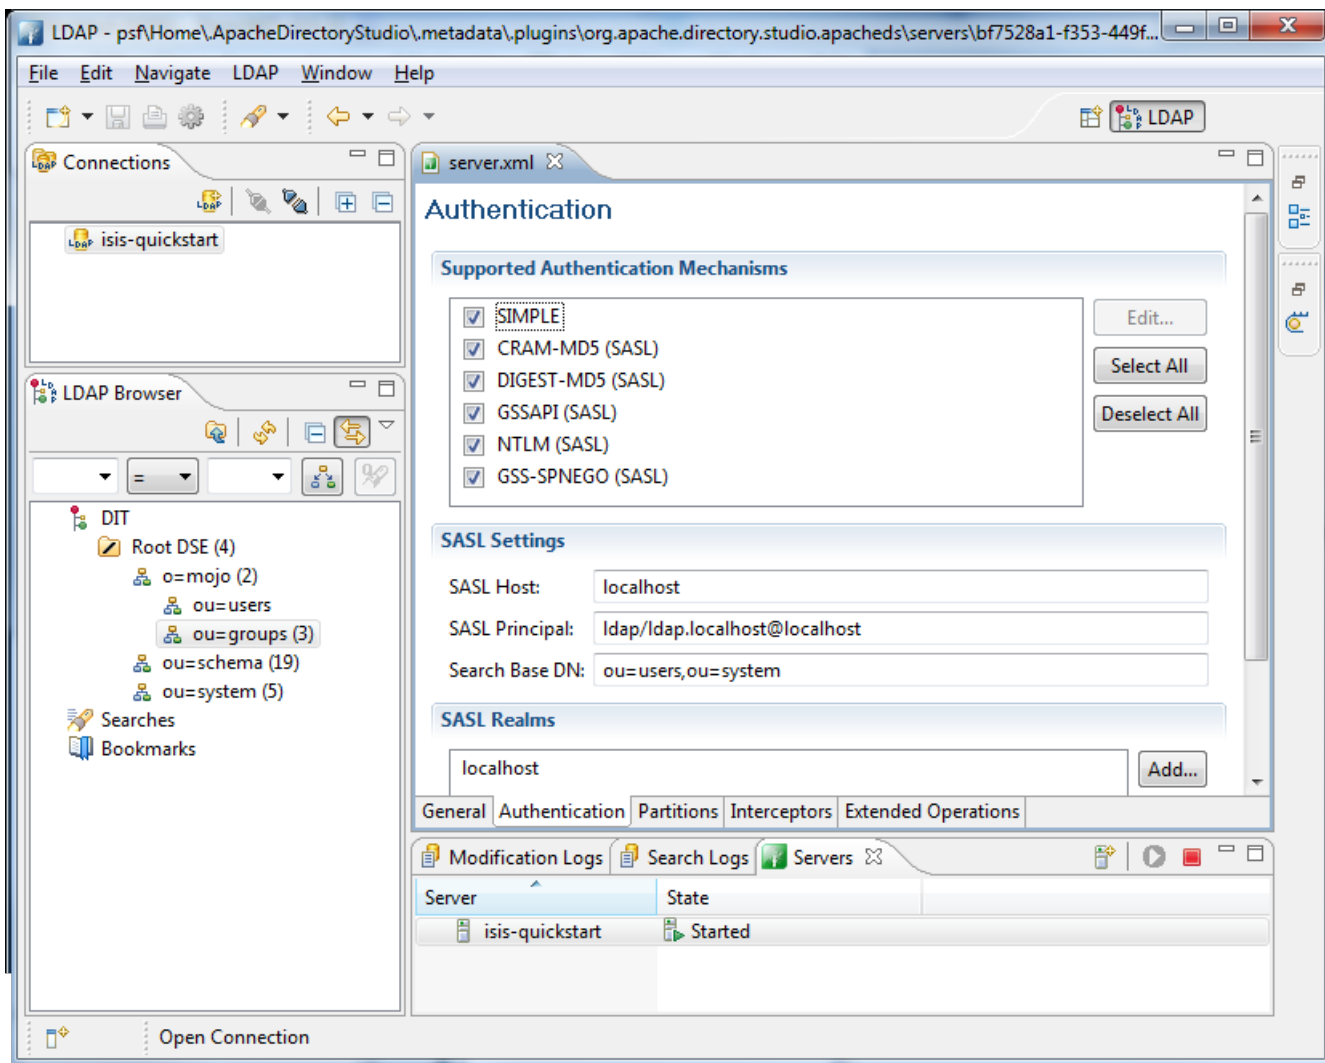 LDAP - psf\Home\.ApacheDirectoryStudio\.metadata\.plugins\org.apache.directory.studio.apacheds\servers\bf7528a1-f353-449f...
File Edit Navigate LDAP Window Help
LDAP
Connections
LDAP
isis-quickstart
LDAP Browser
=
DIT
Root DSE (4)
o=mojo (2)
ou=users
ou=groups (3)
ou=schema (19)
ou=system (5)
Searches
Bookmarks
server.xml
Authentication
Supported Authentication Mechanisms
SIMPLE
CRAM-MD5 (SASL)
DIGEST-MD5 (SASL)
GSSAPI (SASL)
NTLM (SASL)
GSS-SPNEGO (SASL)
Edit...
Select All
Deselect All
SASL Settings
SASL Host: localhost
SASL Principal: ldap/ldap.localhost@localhost
Search Base DN: ou=users,ou=system
SASL Realms
localhost
Add...
General Authentication Partitions Interceptors Extended Operations
Modification Logs Search Logs Servers
Server State
isis-quickstart Started
Open Connection